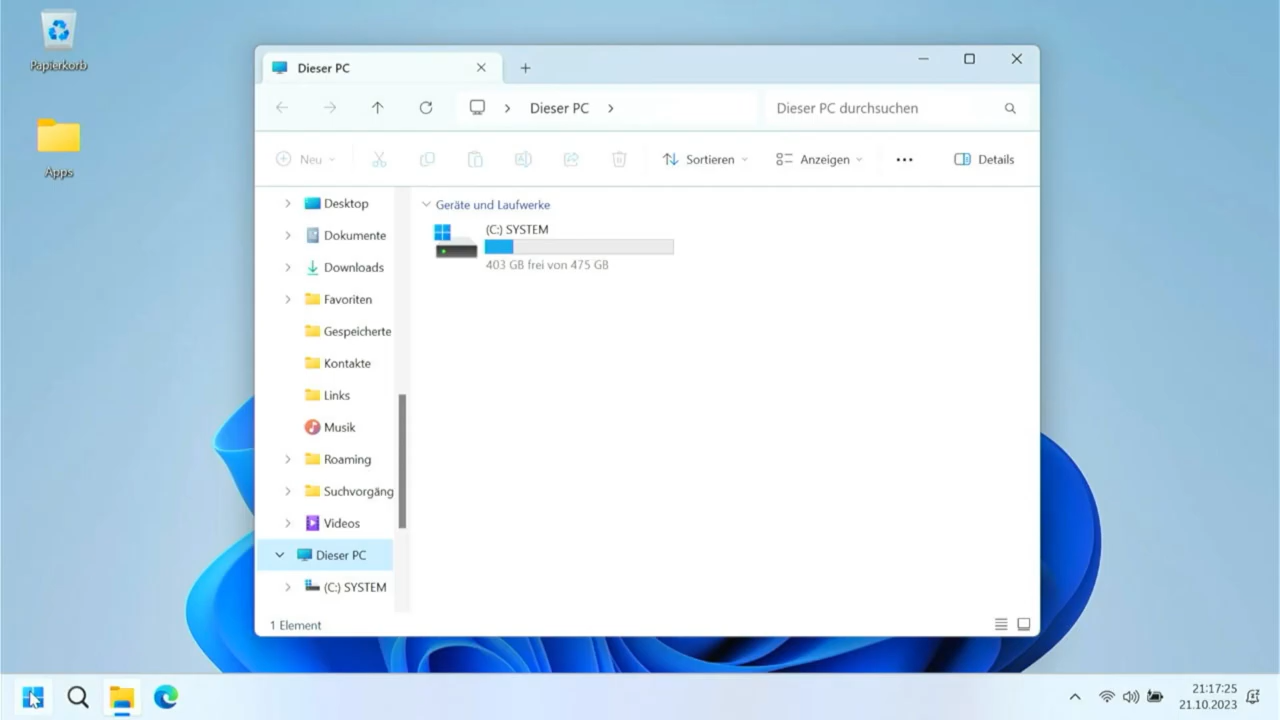 Papierkorb
Apps
Dieser PC
Dieser PC
Dieser PC durchsuchen
Neu
Sortieren
Anzeigen
Details
Desktop
Dokumente
Downloads
Favoriten
Gespeicherte
Kontakte
Links
Musik
Roaming
Suchvorgäng
Videos
Dieser PC
(C:) SYSTEM
Geräte und Laufwerke
(C:) SYSTEM
403 GB frei von 475 GB
1 Element
21:17:25
21.10.2023